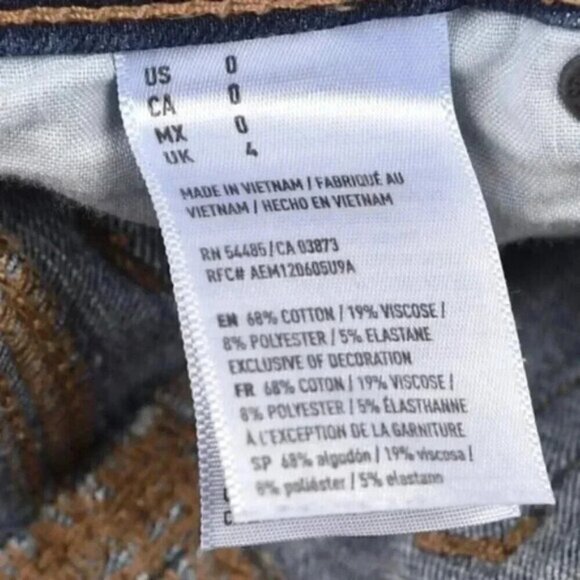 US 0
CA 0
MX 0
UK 4
MADE IN VIETNAM / FABRIQUÉ AU
VIETNAM / HECHO EN VIETNAM
RN 54485/CA 03873
RFC# AEM120605U9A
EN 68% COTTON / 19% VISCOSE /
8% POLYESTER / 5% ELASTANE
EXCLUSIVE OF DECORATION
FR 68% COTON / 19% VISCOSE /
8% POLYESTER / 5% ÉLASTHANNE
À L'EXCEPTION DE LA GARNITURE
SP 68% algodón / 19% viscosa /
8% poliéster / 5% elastano